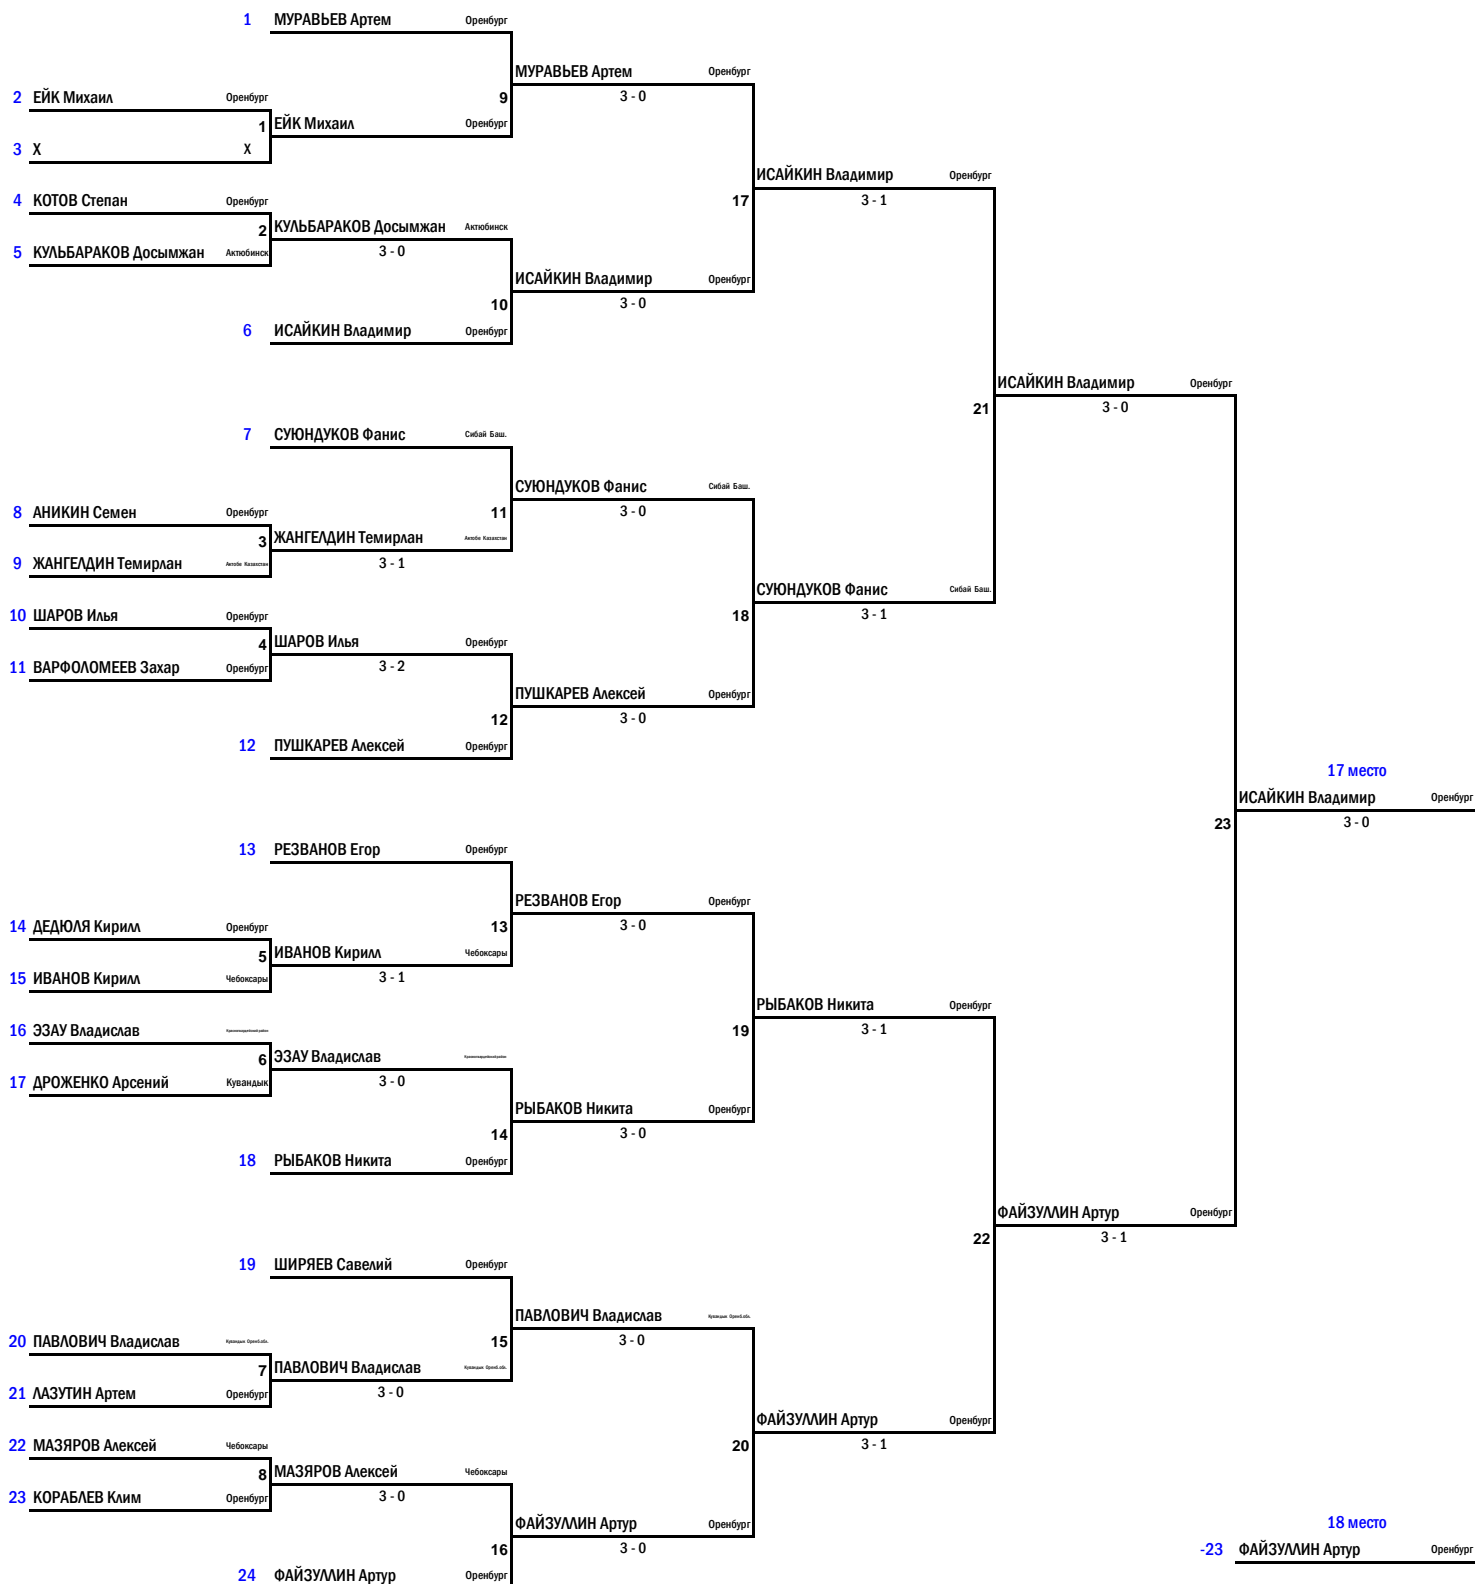 1 МУРАВЬЕВ Артем Оренбург
МУРАВЬЕВ Артем Оренбург
2 ЕЙК Михаил Оренбург
9 3 - 0
1 ЕЙК Михаил Оренбург
3 X X
ИСАЙКИН Владимир Оренбург
4 КОТОВ Степан Оренбург
17 3 - 1
2 КУЛЬБАРАКОВ Досымжан Актюбинск
5 КУЛЬБАРАКОВ Досымжан Актюбинск
3 - 0
ИСАЙКИН Владимир Оренбург
10 3 - 0
6 ИСАЙКИН Владимир Оренбург
ИСАЙКИН Владимир Оренбург
21 3 - 0
7 СУЮНДУКОВ Фанис Сибай Баш.
СУЮНДУКОВ Фанис Сибай Баш.
8 АНИКИН Семен Оренбург
11 3 - 0
3 ЖАНГЕЛДИН Темирлан Актобе Казахстан
9 ЖАНГЕЛДИН Темирлан Актобе Казахстан
3 - 1
СУЮНДУКОВ Фанис Сибай Баш.
10 ШАРОВ Илья Оренбург
18 3 - 1
4 ШАРОВ Илья Оренбург
11 ВАРФОЛОМЕЕВ Захар Оренбург
3 - 2
ПУШКАРЕВ Алексей Оренбург
12 3 - 0
12 ПУШКАРЕВ Алексей Оренбург
17 место
ИСАЙКИН Владимир Оренбург
23 3 - 0
13 РЕЗВАНОВ Егор Оренбург
РЕЗВАНОВ Егор Оренбург
14 ДЕДЮЛЯ Кирилл Оренбург
13 3 - 0
5 ИВАНОВ Кирилл Чебоксары
15 ИВАНОВ Кирилл Чебоксары
3 - 1
РЫБАКОВ Никита Оренбург
16 ЭЗАУ Владислав
19 3 - 1
6 ЭЗАУ Владислав
17 ДРОЖЕНКО Арсений Кувандык
3 - 0
РЫБАКОВ Никита Оренбург
14 3 - 0
18 РЫБАКОВ Никита Оренбург
ФАЙЗУЛЛИН Артур Оренбург
22 3 - 1
19 ШИРЯЕВ Савелий Оренбург
ПАВЛОВИЧ Владислав Кувандык Оренб.обл.
20 ПАВЛОВИЧ Владислав Кувандык Оренб.обл.
15 3 - 0
7 ПАВЛОВИЧ Владислав Кувандык Оренб.обл.
21 ЛАЗУТИН Артем Оренбург
3 - 0
ФАЙЗУЛЛИН Артур Оренбург
22 МАЗЯРОВ Алексей Чебоксары
20 3 - 1
8 МАЗЯРОВ Алексей Чебоксары
23 КОРАБЛЕВ Клим Оренбург
3 - 0
ФАЙЗУЛЛИН Артур Оренбург
16 3 - 0
24 ФАЙЗУЛЛИН Артур Оренбург
18 место
-23 ФАЙЗУЛЛИН Артур Оренбург